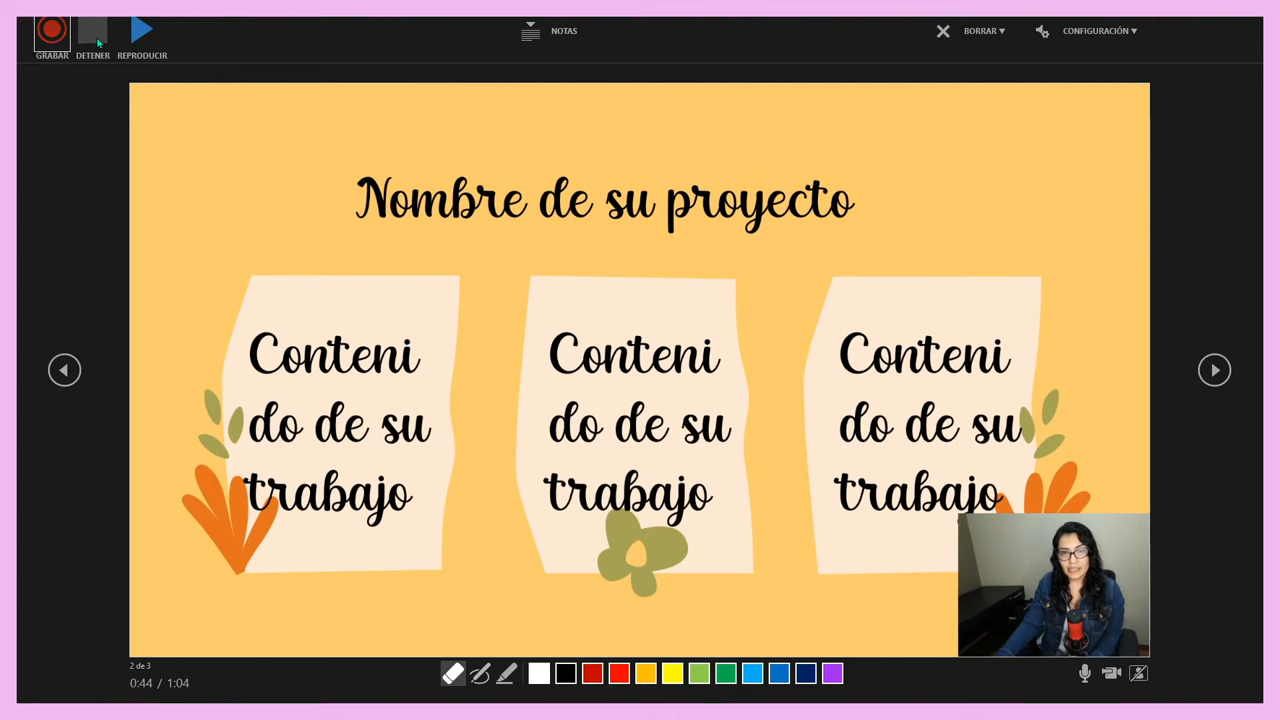 GRABAR DETENER REPRODUCIR
NOTAS
BORRAR
CONFIGURACIÓN
Nombre de su proyecto
Conteni
do de su
trabajo
Conteni
do de su
trabajo
Conteni
do de su
trabajo
2 de 3
0:44 / 1:04